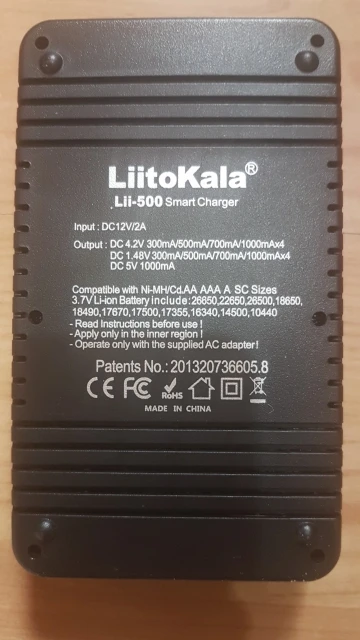 LiitoKala®
Lii-500 Smart Charger
Input : DC12V/2A
Output : DC 4.2V 300mA/500mA/700mA/1000mAx4
DC 1.48V 300mA/500mA/700mA/1000mAx4
DC 5V 1000mA
Compatible with Ni-MH/Cd.AA AAA A SC Sizes
3.7V Li-ion Battery include:26650,22650,26500,18650,
18490,17670,17500,17355,16340,14500,10440
- Read Instructions before use !
- Apply only in the inner region !
- Operate only with the supplied AC adapter!
Patents No.: 201320736605.8
CE FC RoHS
MADE IN CHINA